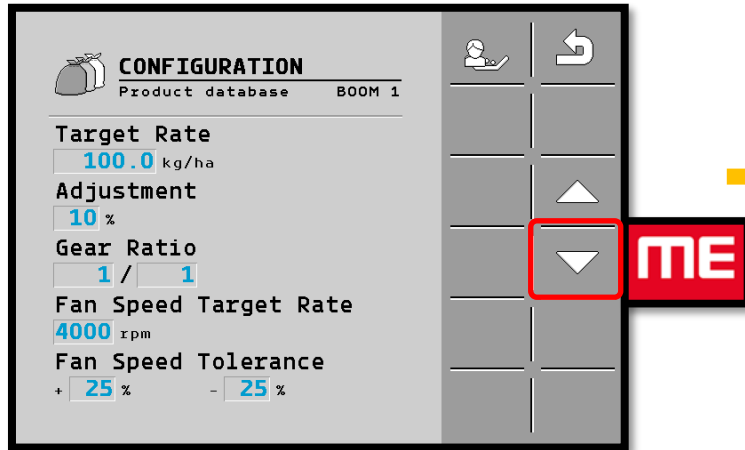 CONFIGURATION
Product database BOOM 1
Target Rate
100.0 kg/ha
Adjustment
10 %
Gear Ratio
1 / 1
Fan Speed Target Rate
4000 rpm
Fan Speed Tolerance
+ 25 % - 25 %
ME